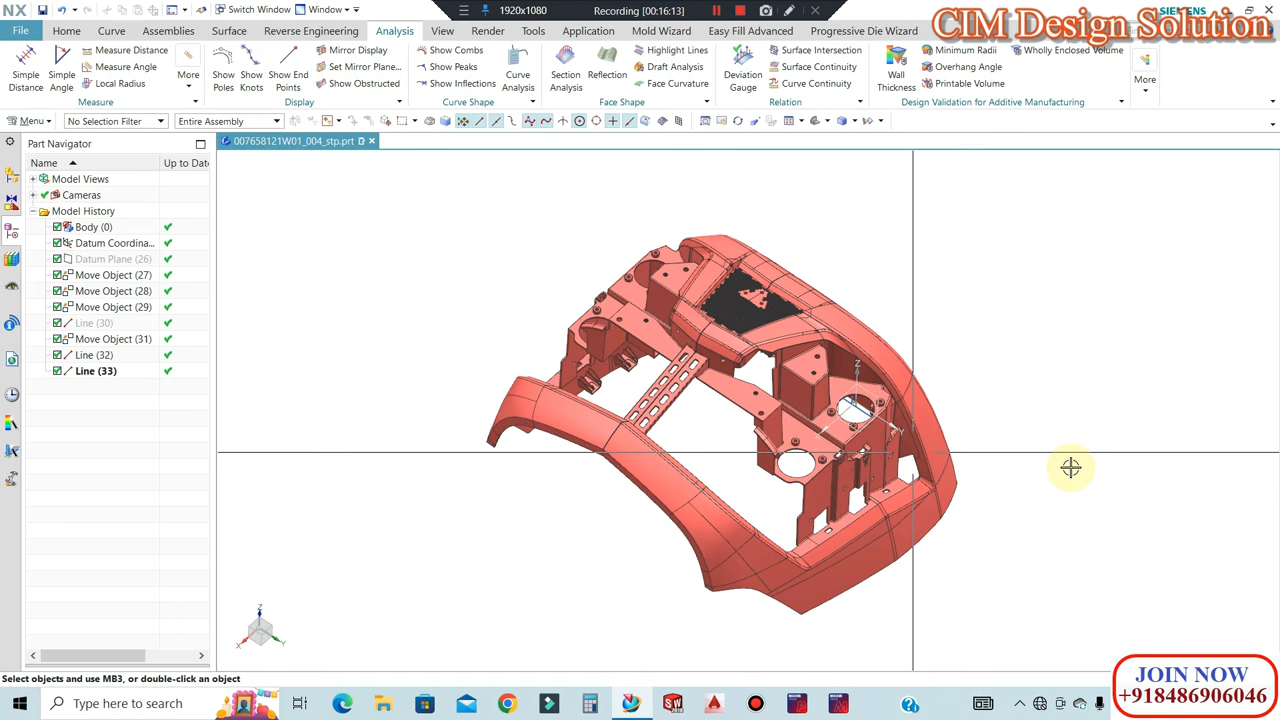 NX
Switch Window
Window
1920x1080
Recording [00:16:13]
SIEMENS
CIM Design Solution
File
Home
Curve
Assemblies
Surface
Reverse Engineering
Analysis
View
Render
Tools
Application
Mold Wizard
Easy Fill Advanced
Progressive Die Wizard
Simple Distance
Simple Angle
Measure Distance
Measure Angle
Local Radius
More
Measure
Show Poles
Show Knots
Show End Points
Mirror Display
Set Mirror Plane...
Show Obstructed
Display
Show Combs
Show Peaks
Show Inflections
Curve Analysis
Curve Shape
Section Analysis
Reflection
Highlight Lines
Draft Analysis
Face Curvature
Face Shape
Deviation Gauge
Surface Intersection
Surface Continuity
Curve Continuity
Relation
Wall Thickness
Minimum Radii
Overhang Angle
Printable Volume
Wholly Enclosed Volume
Design Validation for Additive Manufacturing
More
Menu
No Selection Filter
Entire Assembly
Part Navigator
007658121W01_004_stp.prt
Name
Up to Date
Model Views
Cameras
Model History
Body (0)
Datum Coordina...
Datum Plane (26)
Move Object (27)
Move Object (28)
Move Object (29)
Line (30)
Move Object (31)
Line (32)
Line (33)
Z
Y
Z
X
Y
Select objects and use MB3, or double-click an object
JOIN NOW
+918486906046
Type here to search